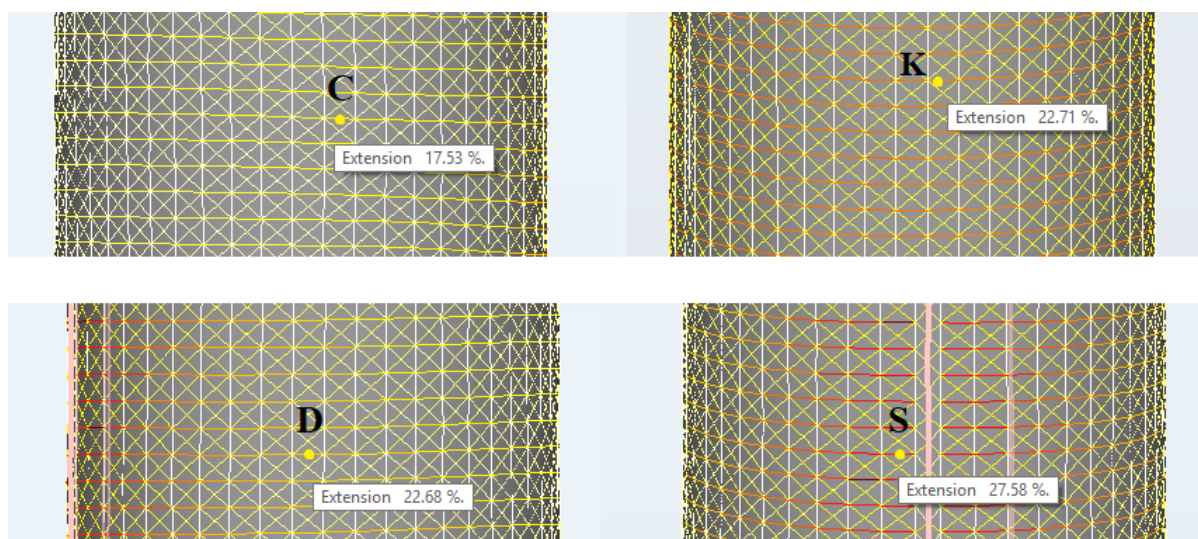 C
Extension 17.53 %.
K
Extension 22.71 %.
D
Extension 22.68 %.
S
Extension 27.58 %.